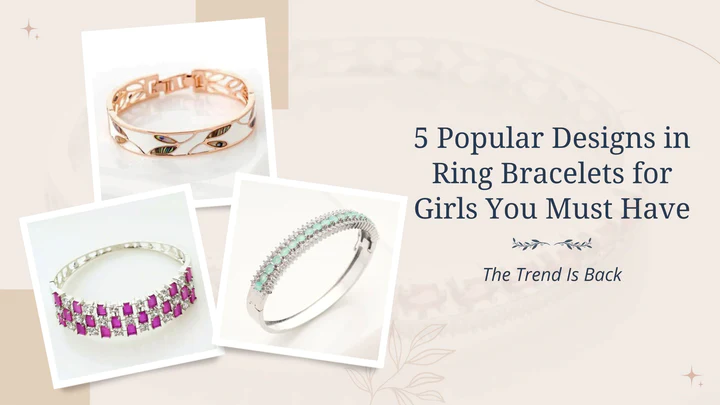 5 Popular Designs in
Ring Bracelets for
Girls You Must Have
The Trend Is Back